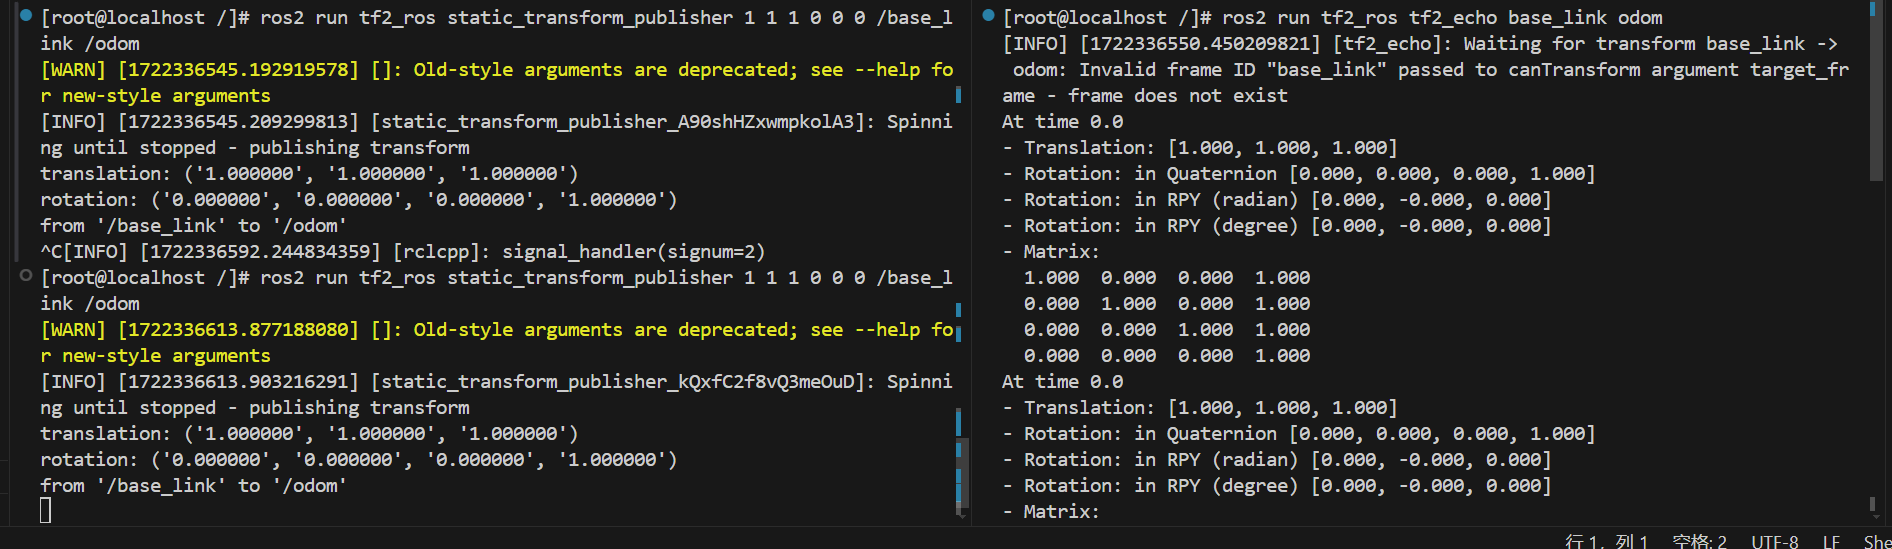 [root@localhost /]# ros2 run tf2_ros static_transform_publisher 1 1 1 0 0 0 /base_l
ink /odom
[WARN] [1722336545.192919578] []: Old-style arguments are deprecated; see --help fo
r new-style arguments
[INFO] [1722336545.209299813] [static_transform_publisher_A90shHZxwmpkolA3]: Spinni
ng until stopped - publishing transform
translation: ('1.000000', '1.000000', '1.000000')
rotation: ('0.000000', '0.000000', '0.000000', '1.000000')
from '/base_link' to '/odom'
^C[INFO] [1722336592.244834359] [rclcpp]: signal_handler(signum=2)
[root@localhost /]# ros2 run tf2_ros static_transform_publisher 1 1 1 0 0 0 /base_l
ink /odom
[WARN] [1722336613.877188080] []: Old-style arguments are deprecated; see --help fo
r new-style arguments
[INFO] [1722336613.903216291] [static_transform_publisher_kQxfC2f8vQ3meOuD]: Spinni
ng until stopped - publishing transform
translation: ('1.000000', '1.000000', '1.000000')
rotation: ('0.000000', '0.000000', '0.000000', '1.000000')
from '/base_link' to '/odom'
[root@localhost /]# ros2 run tf2_ros tf2_echo base_link odom
[INFO] [1722336550.450209821] [tf2_echo]: Waiting for transform base_link ->
 odom: Invalid frame ID "base_link" passed to canTransform argument target_fr
ame - frame does not exist
At time 0.0
- Translation: [1.000, 1.000, 1.000]
- Rotation: in Quaternion [0.000, 0.000, 0.000, 1.000]
- Rotation: in RPY (radian) [0.000, -0.000, 0.000]
- Rotation: in RPY (degree) [0.000, -0.000, 0.000]
- Matrix:
  1.000  0.000  0.000  1.000
  0.000  1.000  0.000  1.000
  0.000  0.000  1.000  1.000
  0.000  0.000  0.000  1.000
At time 0.0
- Translation: [1.000, 1.000, 1.000]
- Rotation: in Quaternion [0.000, 0.000, 0.000, 1.000]
- Rotation: in RPY (radian) [0.000, -0.000, 0.000]
- Rotation: in RPY (degree) [0.000, -0.000, 0.000]
- Matrix:
行 1，列 1 空格: 2 UTF-8 LF She